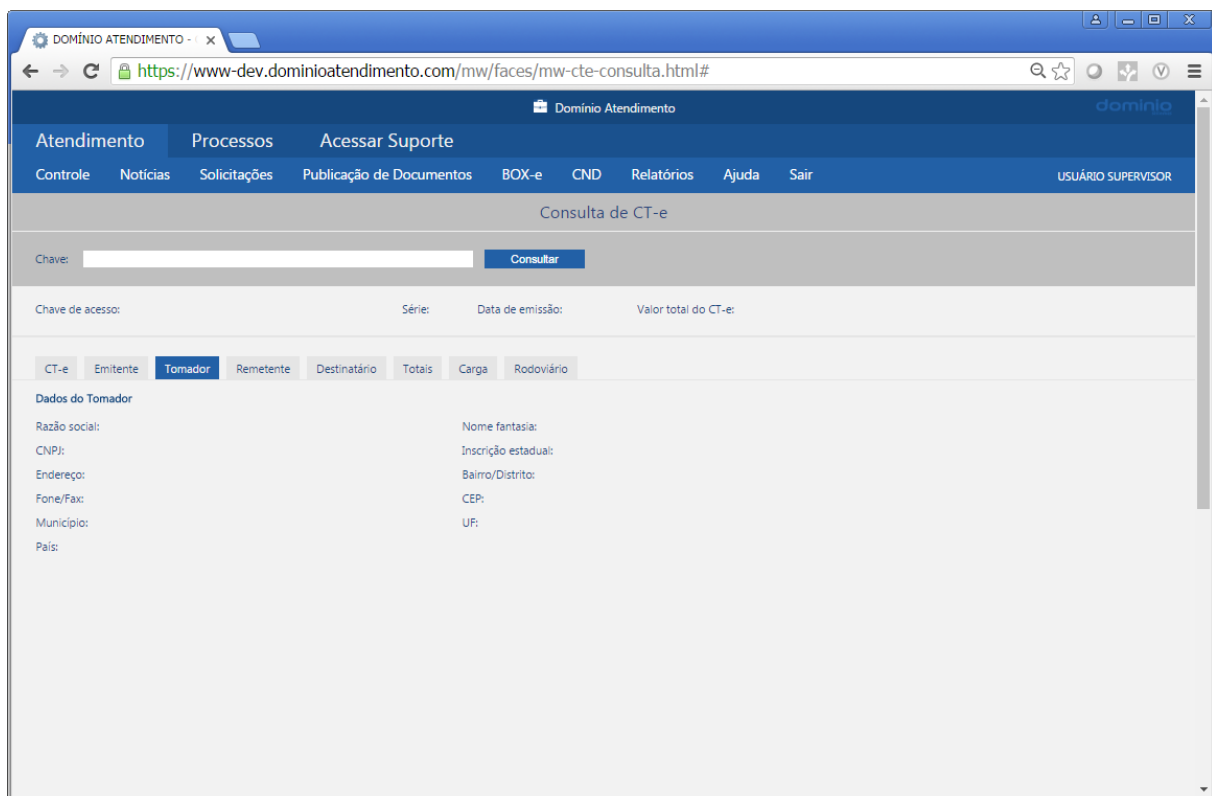 DOMÍNIO ATENDIMENTO -
https://www-dev.dominioatendimento.com/mw/faces/mw-cte-consulta.html#
Domínio Atendimento
domínio
Atendimento Processos Acessar Suporte
Controle Notícias Solicitações Publicação de Documentos BOX-e CND Relatórios Ajuda Sair USUÁRIO SUPERVISOR
Consulta de CT-e
Chave: Consultar
Chave de acesso: Série: Data de emissão: Valor total do CT-e:
CT-e Emitente Tomador Remetente Destinatário Totais Carga Rodoviário
Dados do Tomador
Razão social: Nome fantasia:
CNPJ: Inscrição estadual:
Endereço: Bairro/Distrito:
Fone/Fax: CEP:
Município: UF:
País: